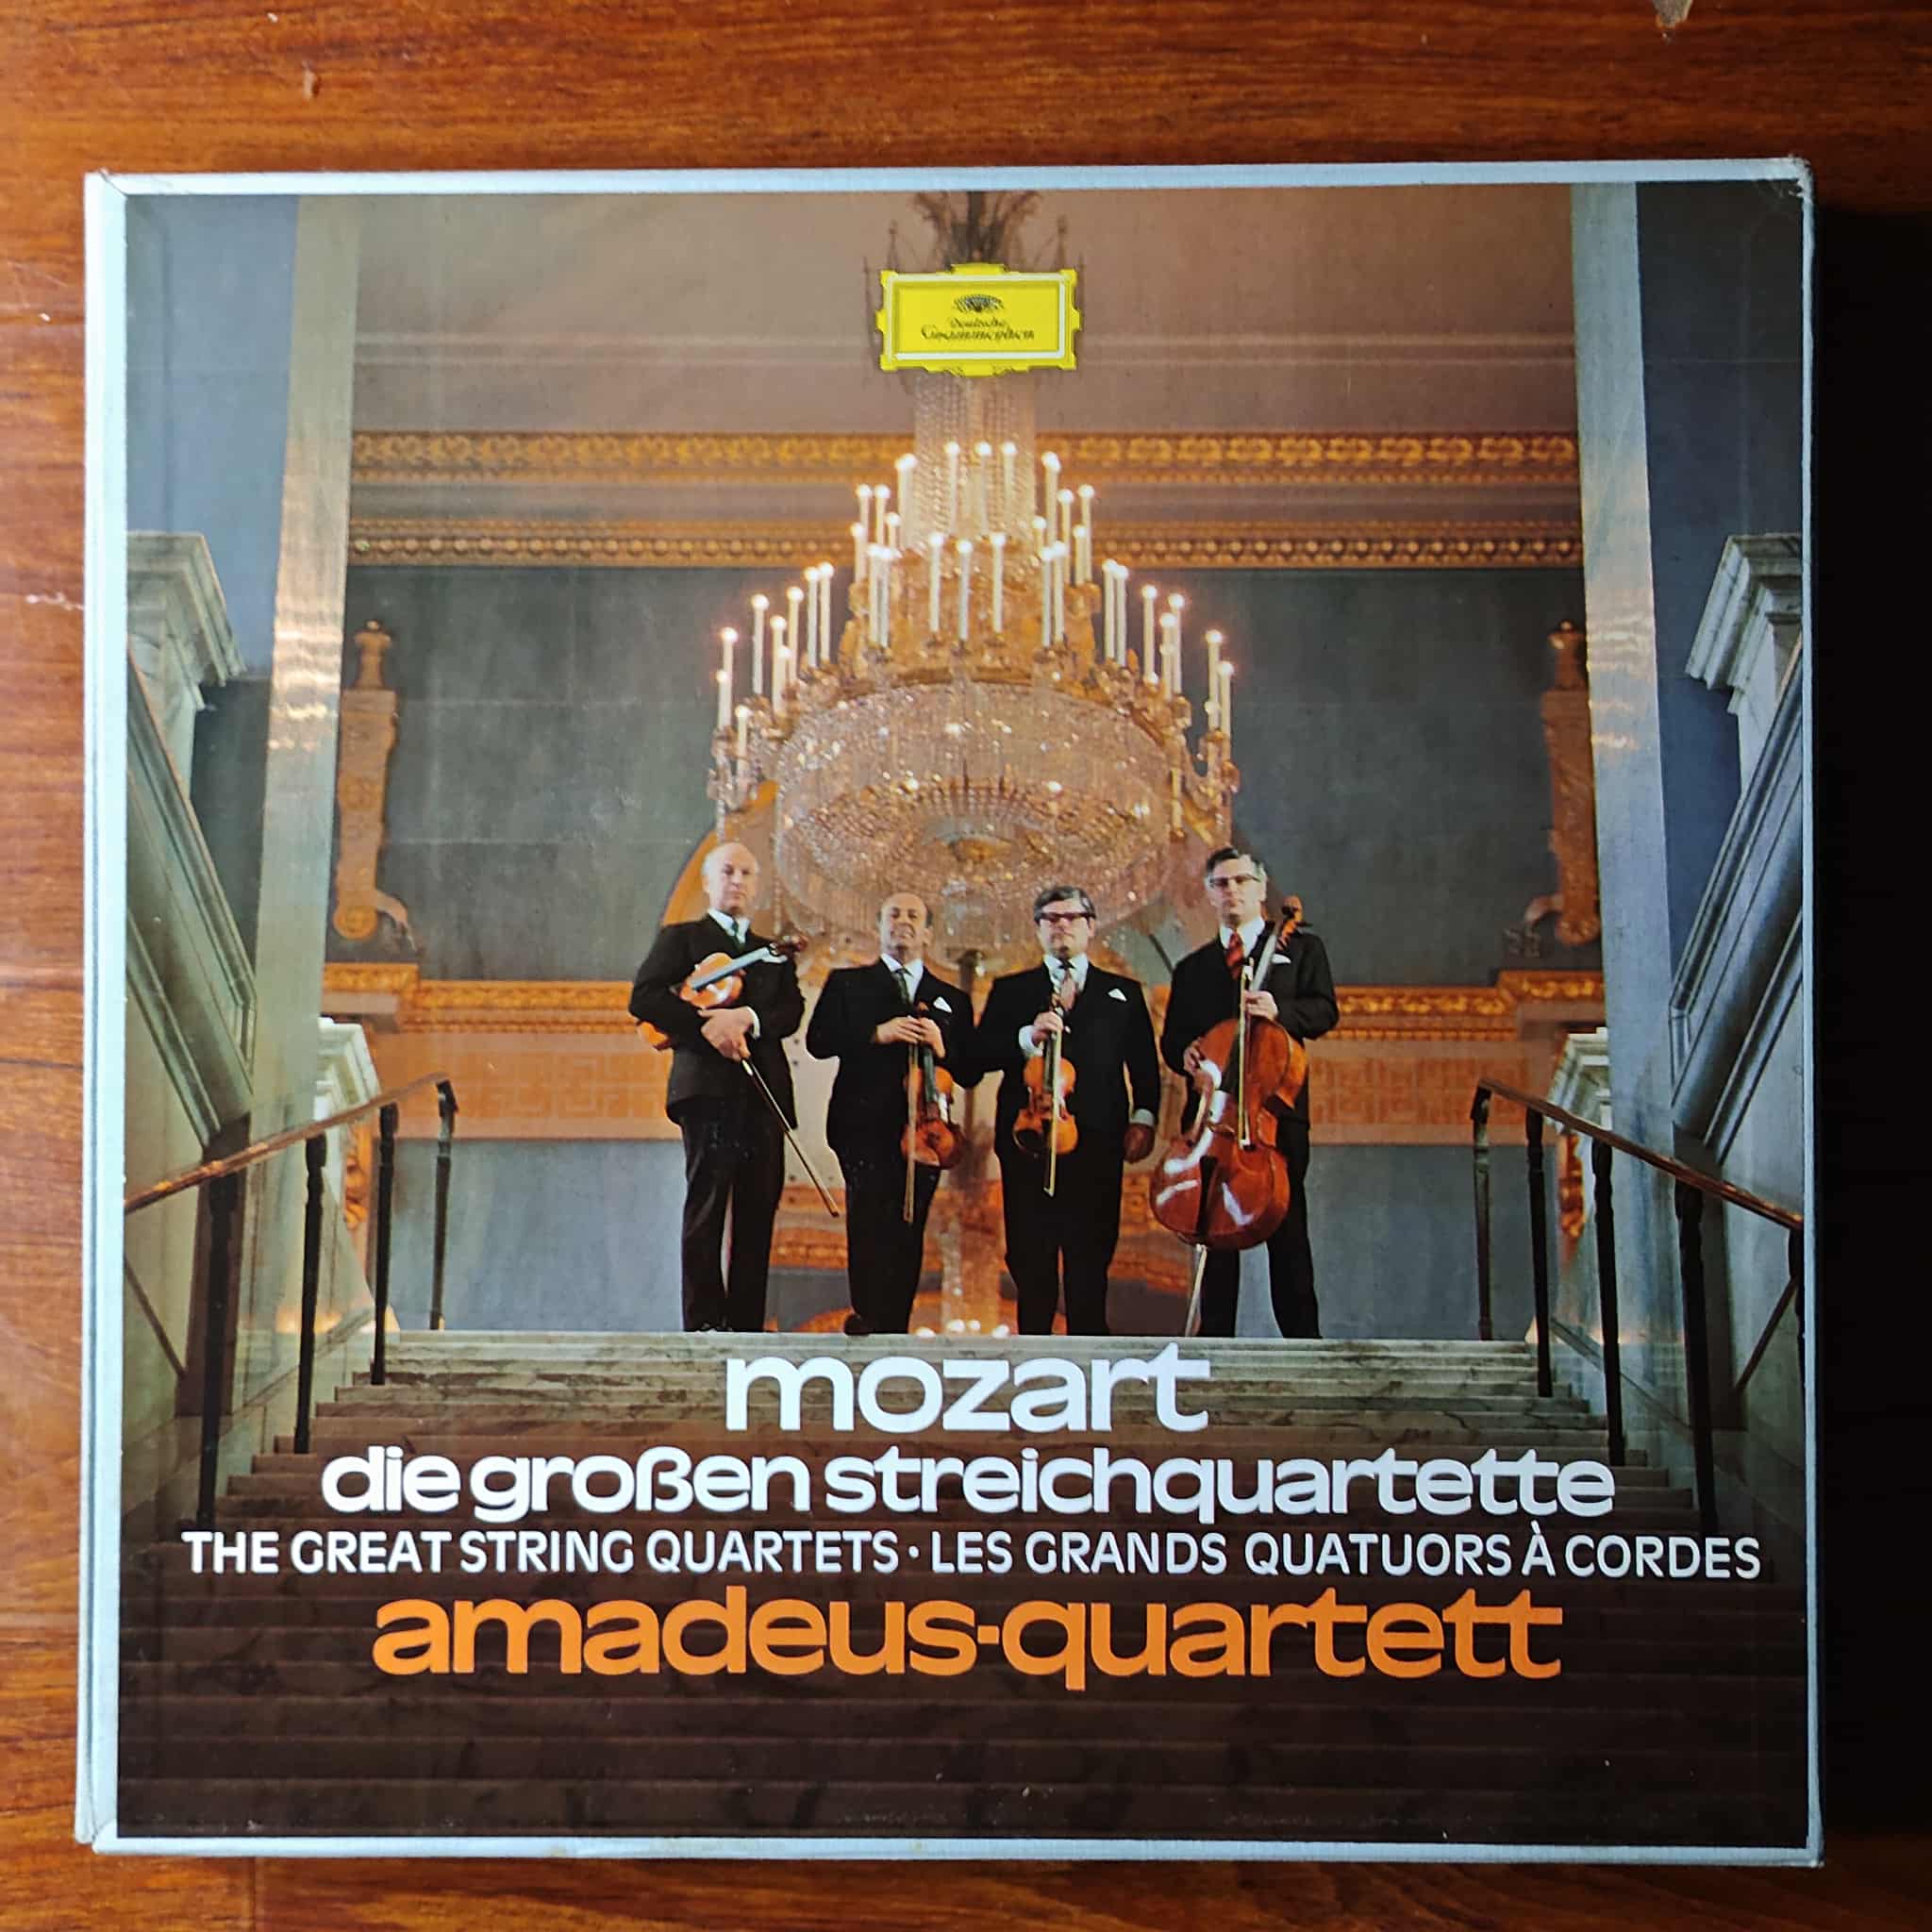 Deutsche
Grammophon
mozart
die großen streichquartette
THE GREAT STRING QUARTETS · LES GRANDS QUATUORS À CORDES
amadeus-quartett